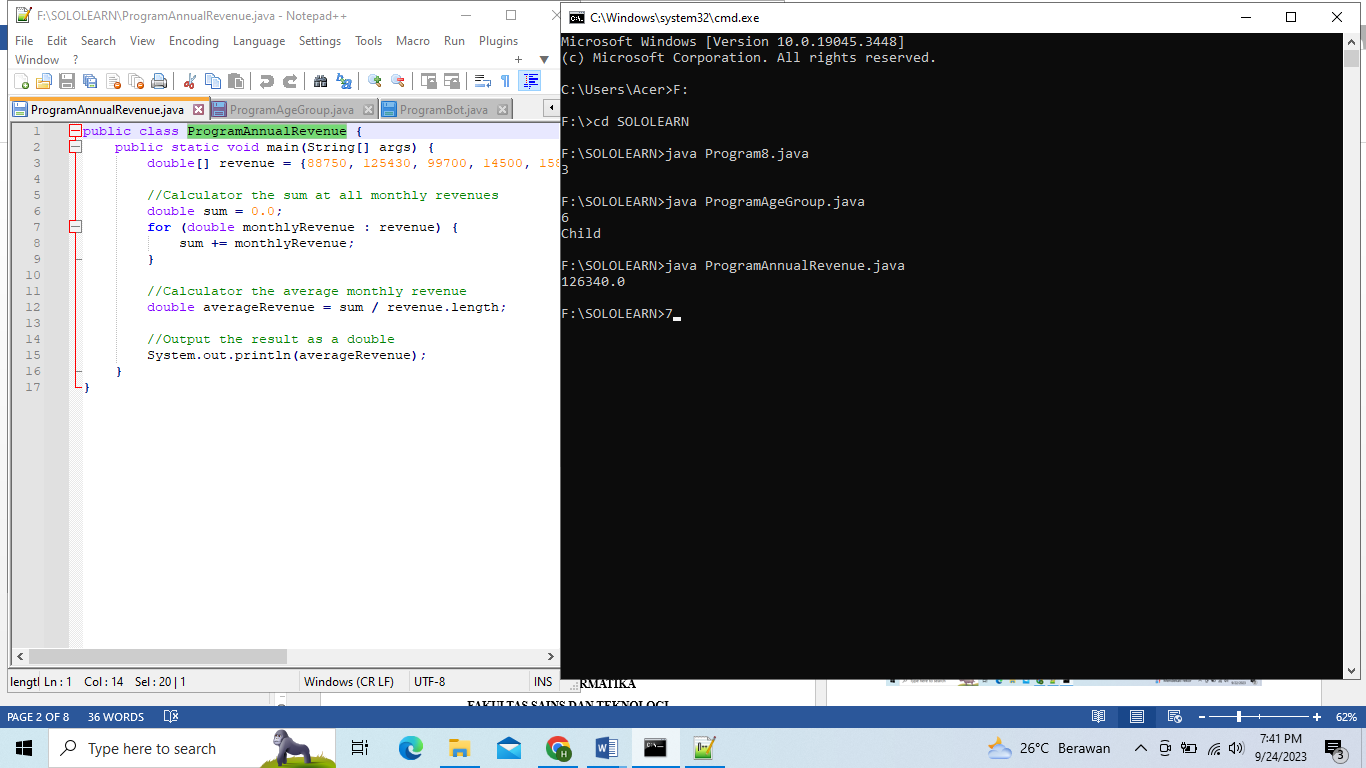 F:\SOLOLEARN\ProgramAnnualRevenue.java - Notepad++
File Edit Search View Encoding Language Settings Tools Macro Run Plugins
Window ? + ▼
ProgramAnnualRevenue.java ProgramAgeGroup.java ProgramBot.java
1 public class ProgramAnnualRevenue {
2 public static void main(String[] args) {
3 double[] revenue = {88750, 125430, 99700, 14500, 158
4
5 //Calculator the sum at all monthly revenues
6 double sum = 0.0;
7 for (double monthlyRevenue : revenue) {
8 sum += monthlyRevenue;
9 }
10
11 //Calculator the average monthly revenue
12 double averageRevenue = sum / revenue.length;
13
14 //Output the result as a double
15 System.out.println(averageRevenue);
16 }
17 }
lengtl Ln : 1 Col : 14 Sel : 20 | 1 Windows (CR LF) UTF-8 INS
C:\Windows\system32\cmd.exe
Microsoft Windows [Version 10.0.19045.3448]
(c) Microsoft Corporation. All rights reserved.
C:\Users\Acer>F:
F:\>cd SOLOLEARN
F:\SOLOLEARN>java Program8.java
3
F:\SOLOLEARN>java ProgramAgeGroup.java
6
Child
F:\SOLOLEARN>java ProgramAnnualRevenue.java
126340.0
F:\SOLOLEARN>7
RMATIKA
FAKULTAS SAINS DAN TEKNOLOGI
PAGE 2 OF 8 36 WORDS 62%
Type here to search 26°C Berawan 7:41 PM
9/24/2023 3